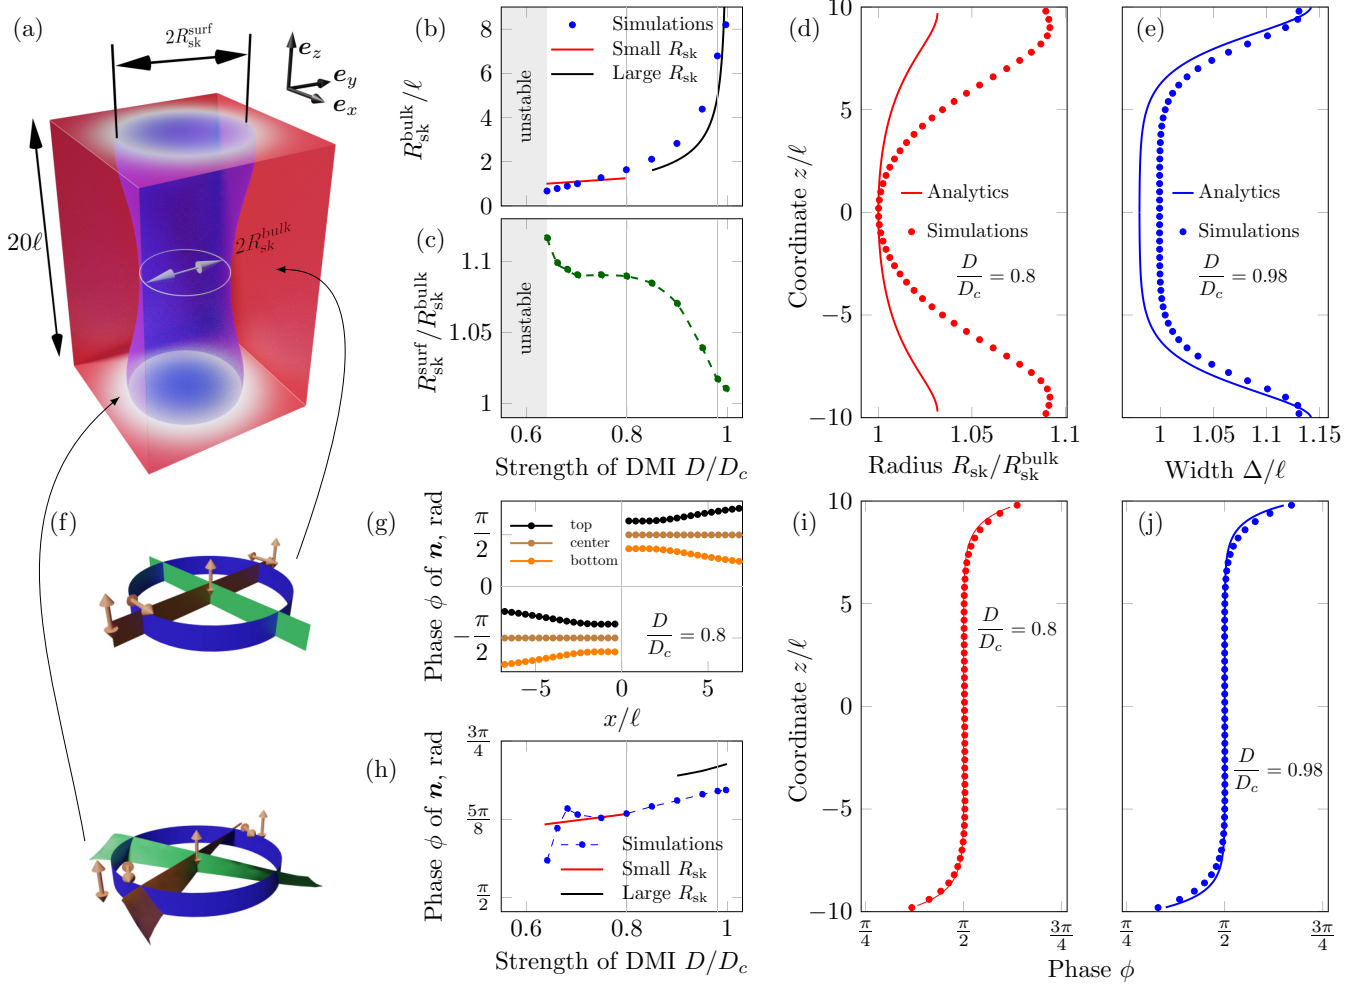 (a)
2R_sk^surf
e_z
e_y
e_x
20ℓ
2R_sk^bulk
(b)
R_sk^bulk/ℓ
8
6
4
2
0
unstable
Simulations
Small R_sk
Large R_sk
(c)
R_sk^surf/R_sk^bulk
1.1
1.05
1
unstable
0.6
0.8
1
Strength of DMI D/D_c
(d)
Coordinate z/ℓ
10
5
0
−5
−10
Analytics
Simulations
D/D_c = 0.8
1
1.05
1.1
Radius R_sk/R_sk^bulk
(e)
Analytics
Simulations
D/D_c = 0.98
1
1.05
1.1
1.15
Width Δ/ℓ
(f)
(g)
Phase ϕ of n, rad
π/2
0
−π/2
top
center
bottom
D/D_c = 0.8
−5
0
5
x/ℓ
(h)
Phase ϕ of n, rad
3π/4
5π/8
π/2
Simulations
Small R_sk
Large R_sk
0.6
0.8
1
Strength of DMI D/D_c
(i)
Coordinate z/ℓ
10
5
0
−5
−10
D/D_c = 0.8
π/4
π/2
3π/4
(j)
D/D_c = 0.98
π/4
π/2
3π/4
Phase ϕ